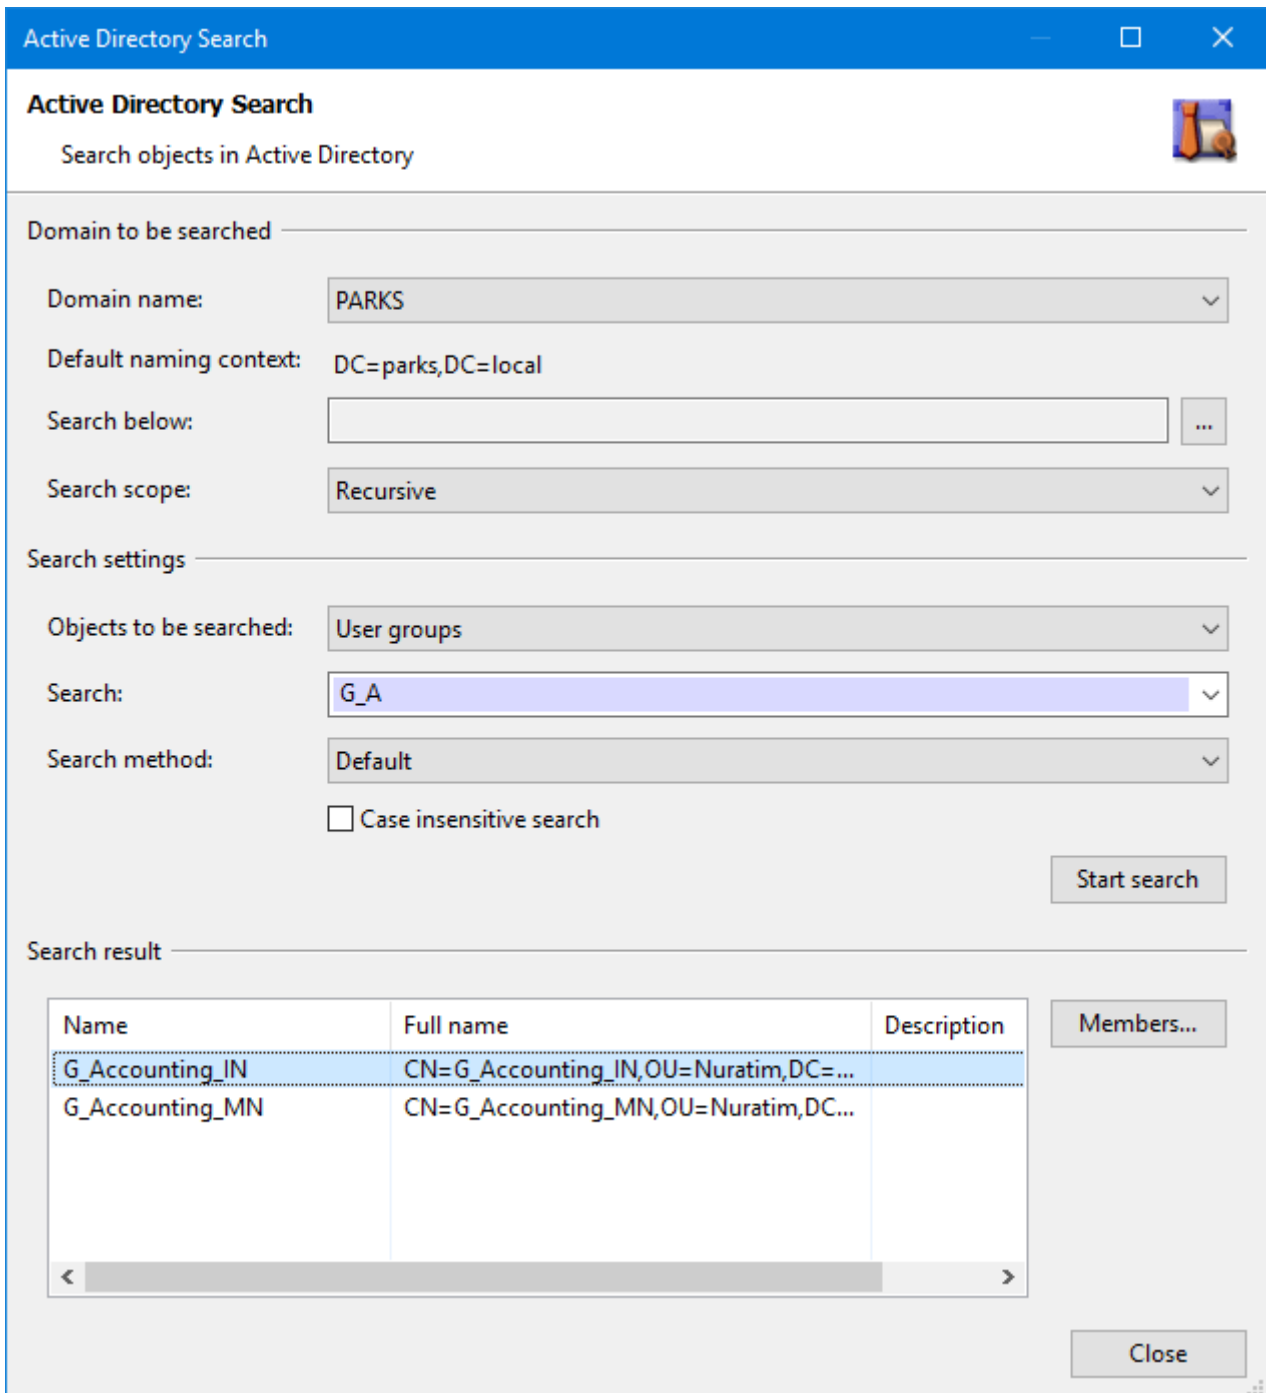 Active Directory Search
Active Directory Search
Search objects in Active Directory
Domain to be searched
Domain name: PARKS
Default naming context: DC=parks,DC=local
Search below: ...
Search scope: Recursive
Search settings
Objects to be searched: User groups
Search: G_A
Search method: Default
Case insensitive search
Start search
Search result
Name Full name Description Members...
G_Accounting_IN CN=G_Accounting_IN,OU=Nuratim,DC=...
G_Accounting_MN CN=G_Accounting_MN,OU=Nuratim,DC...
Close